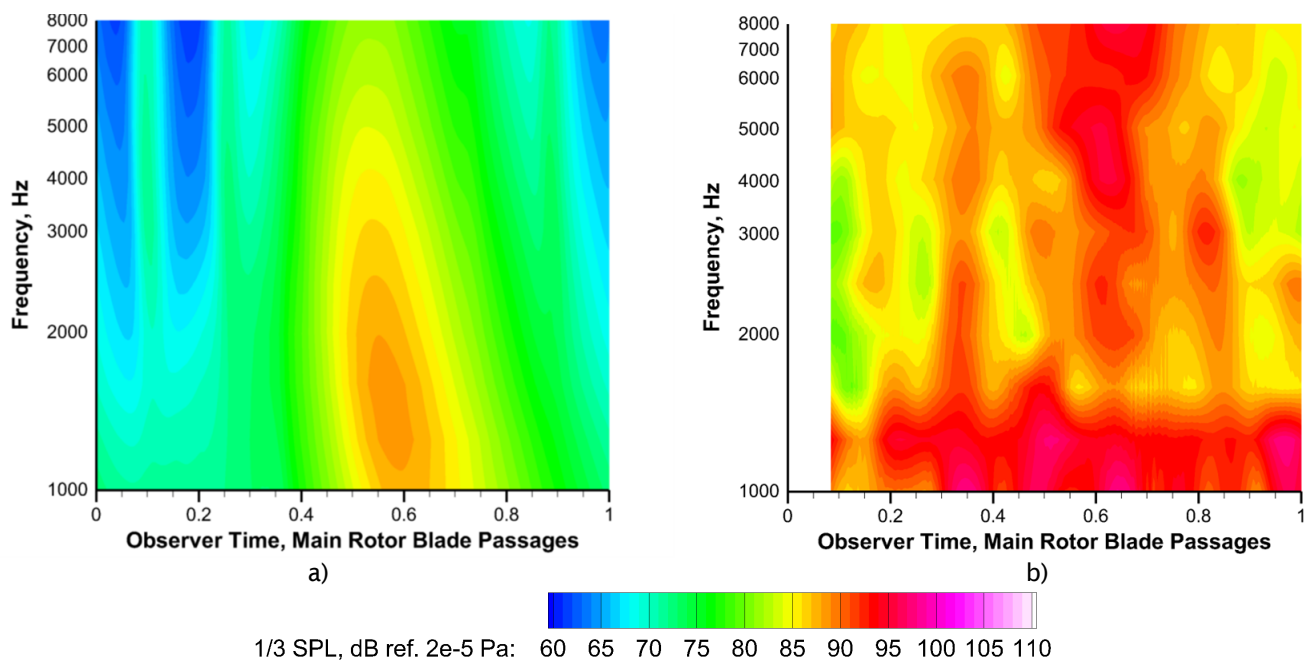 8000
7000
6000
5000
4000
3000
2000
1000
Frequency, Hz
0 0.2 0.4 0.6 0.8 1
Observer Time, Main Rotor Blade Passages
a)
8000
7000
6000
5000
4000
3000
2000
1000
Frequency, Hz
0 0.2 0.4 0.6 0.8 1
Observer Time, Main Rotor Blade Passages
b)
1/3 SPL, dB ref. 2e-5 Pa: 60 65 70 75 80 85 90 95 100 105 110